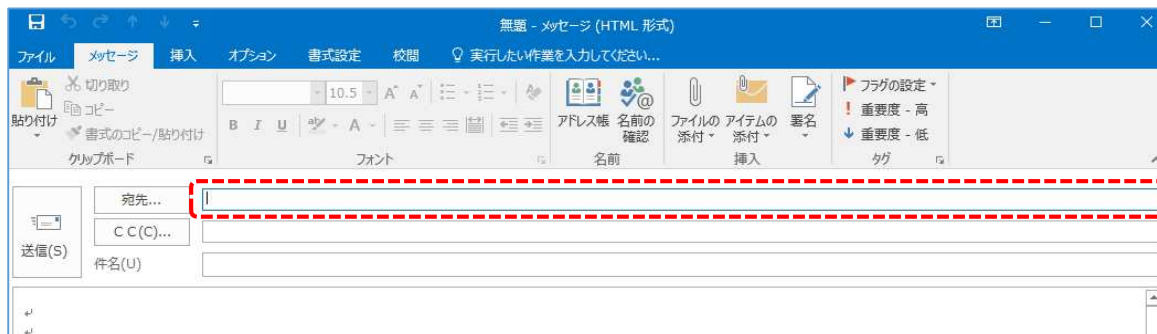 無題 - メッセージ (HTML 形式)
ファイル メッセージ 挿入 オプション 書式設定 校閲 実行したい作業を入力してください...
切り取り
コピー
書式のコピー/貼り付け
貼り付け
クリップボード
10.5
A A
B I U ab A
フォント
アドレス帳 名前の
確認
名前
ファイルの アイテムの 署名
添付 添付
挿入
フラグの設定
! 重要度 - 高
重要度 - 低
タグ
宛先...
C C(C)...
送信(S)
件名(U)